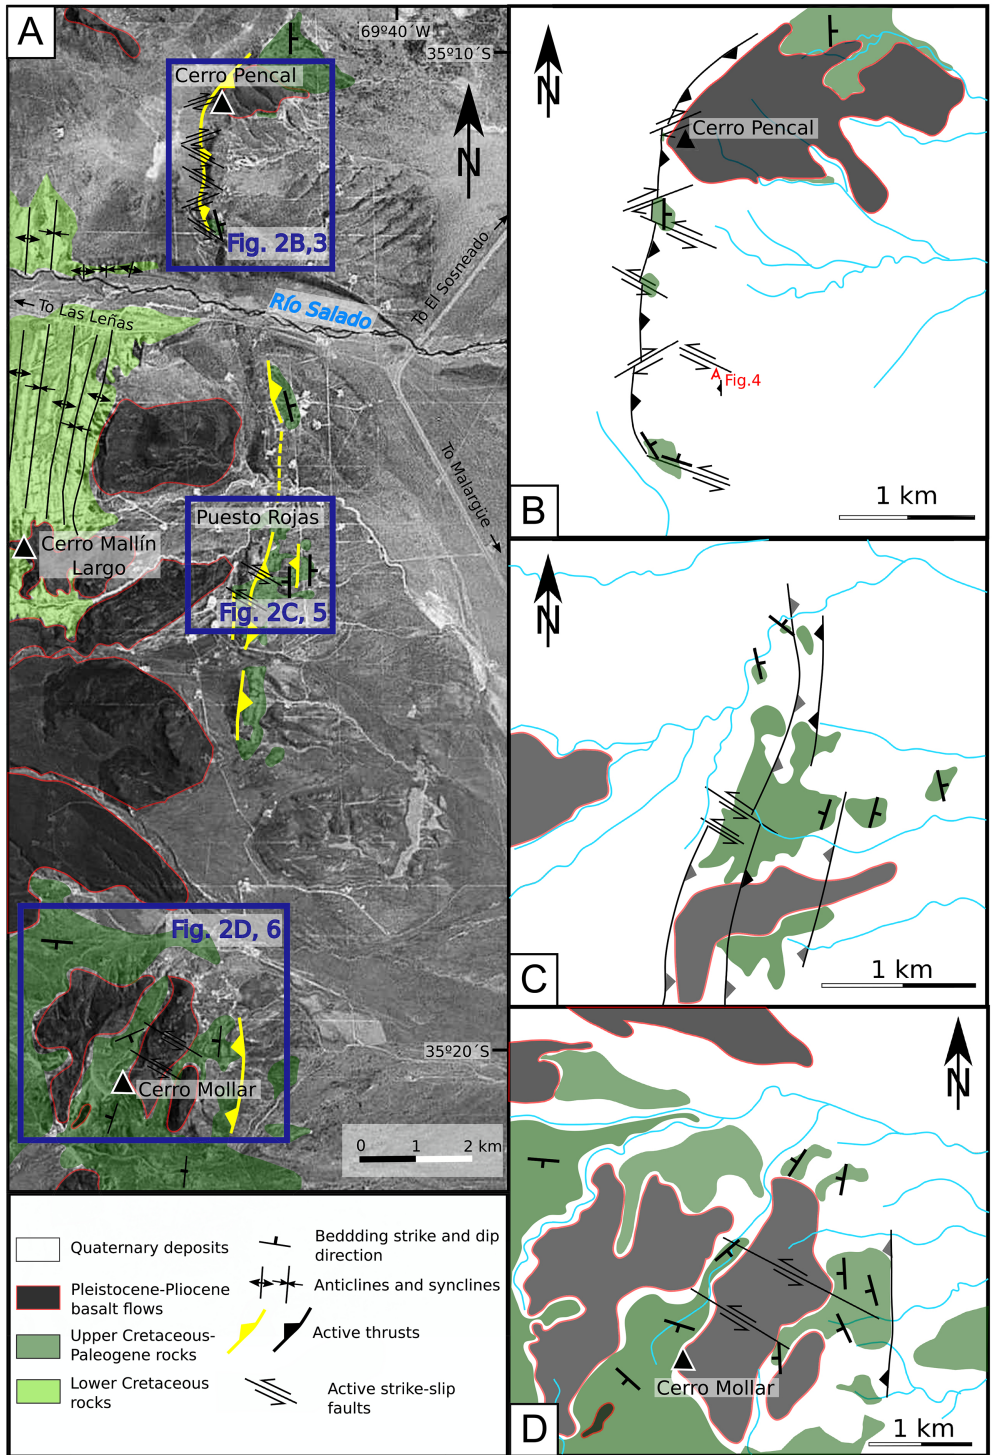 A
69º40´W
35º10´S
Cerro Pencal
N
Fig. 2B,3
To El Sosneado
Río Salado
To Las Leñas
To Malargüe
Puesto Rojas
Cerro Mallín
Largo
Fig. 2C, 5
Fig. 2D, 6
35º20´S
Cerro Mollar
0 1 2 km
Quaternary deposits
Pleistocene-Pliocene
basalt flows
Upper Cretaceous-
Paleogene rocks
Lower Cretaceous
rocks
Beddding strike and dip
direction
Anticlines and synclines
Active thrusts
Active strike-slip
faults
N
Cerro Pencal
Fig.4
B
1 km
N
C
1 km
N
Cerro Mollar
D
1 km